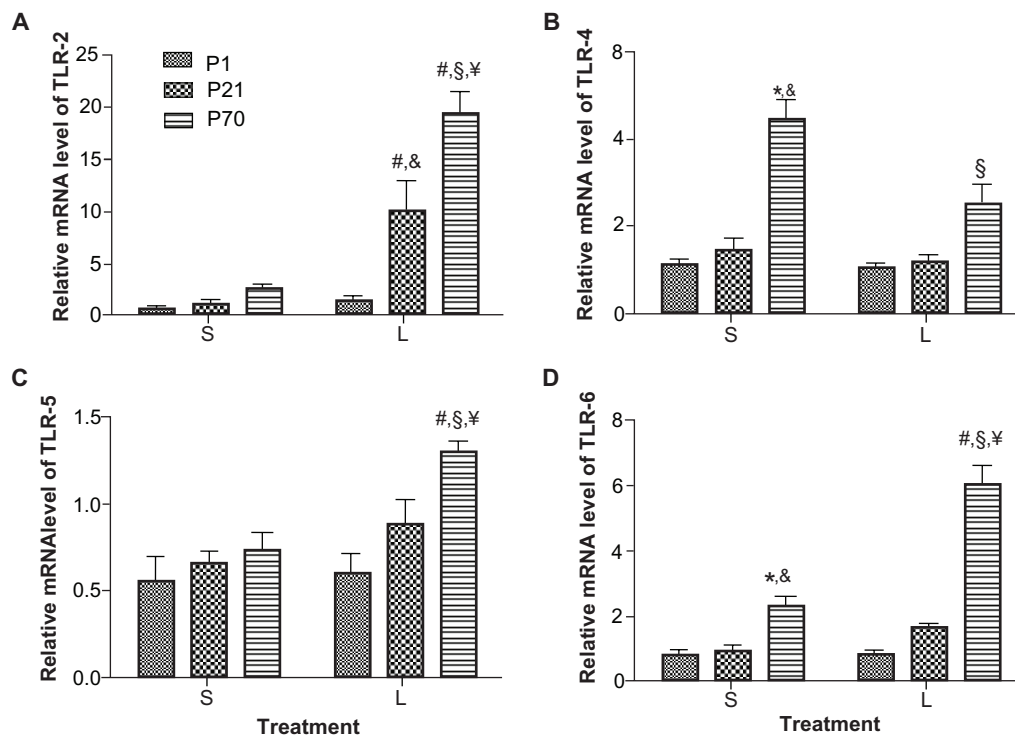 A
Relative mRNA level of TLR-2
25
20
15
10
5
0
P1
P21
P70
#,&
#,§,¥
S
L
B
Relative mRNA level of TLR-4
8
4
2
0
*,&
§
S
L
C
Relative mRNAlevel of TLR-5
1.5
1.0
0.5
0.0
#,§,¥
S
L
Treatment
D
Relative mRNA level of TLR-6
8
6
4
2
0
*,&
#,§,¥
S
L
Treatment